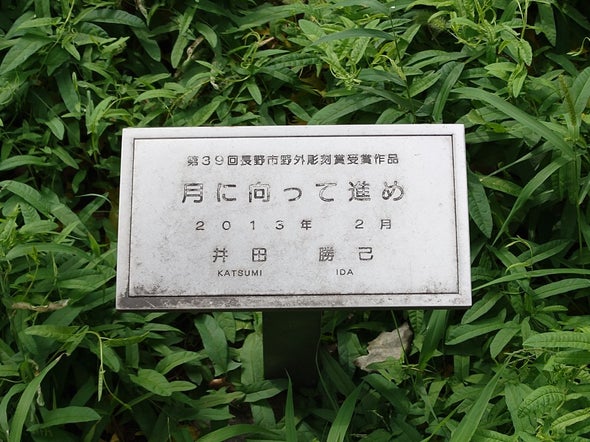 第３９回長野市野外彫刻賞受賞作品
月に向って進め
２０１３年　２月
井田　勝己
KATSUMI　IDA